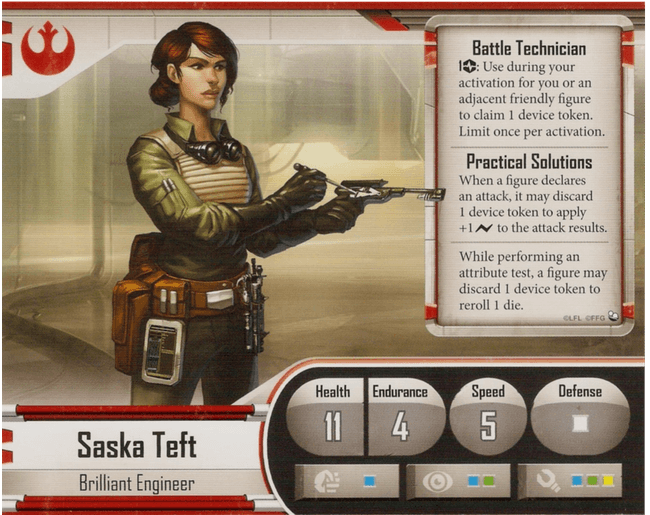 Battle Technician
1: Use during your
activation for you or an
adjacent friendly figure
to claim 1 device token.
Limit once per activation.
Practical Solutions
When a figure declares
an attack, it may discard
1 device token to apply
+1 to the attack results.
While performing an
attribute test, a figure may
discard 1 device token to
reroll 1 die.
©LFL ©FFG
Health
Endurance
Speed
Defense
11
4
5
Saska Teft
Brilliant Engineer